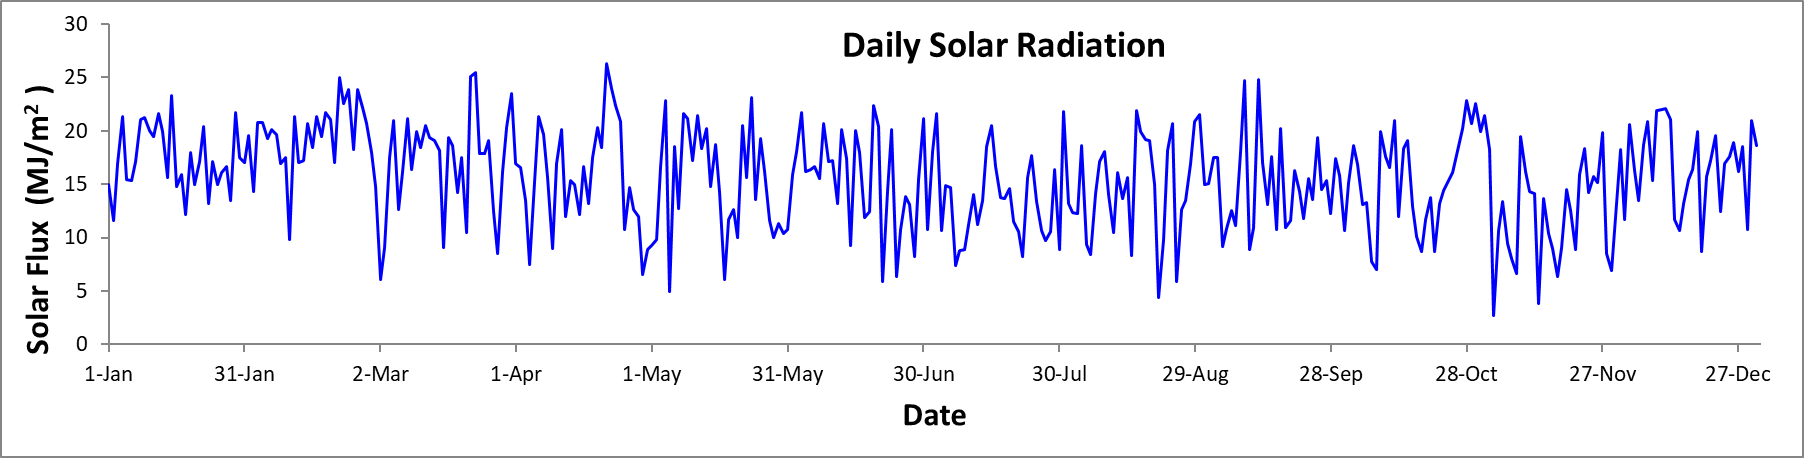 Daily Solar Radiation
Solar Flux (MJ/m²)
30
25
20
15
10
5
0
1-Jan 31-Jan 2-Mar 1-Apr 1-May 31-May 30-Jun 30-Jul 29-Aug 28-Sep 28-Oct 27-Nov 27-Dec
Date